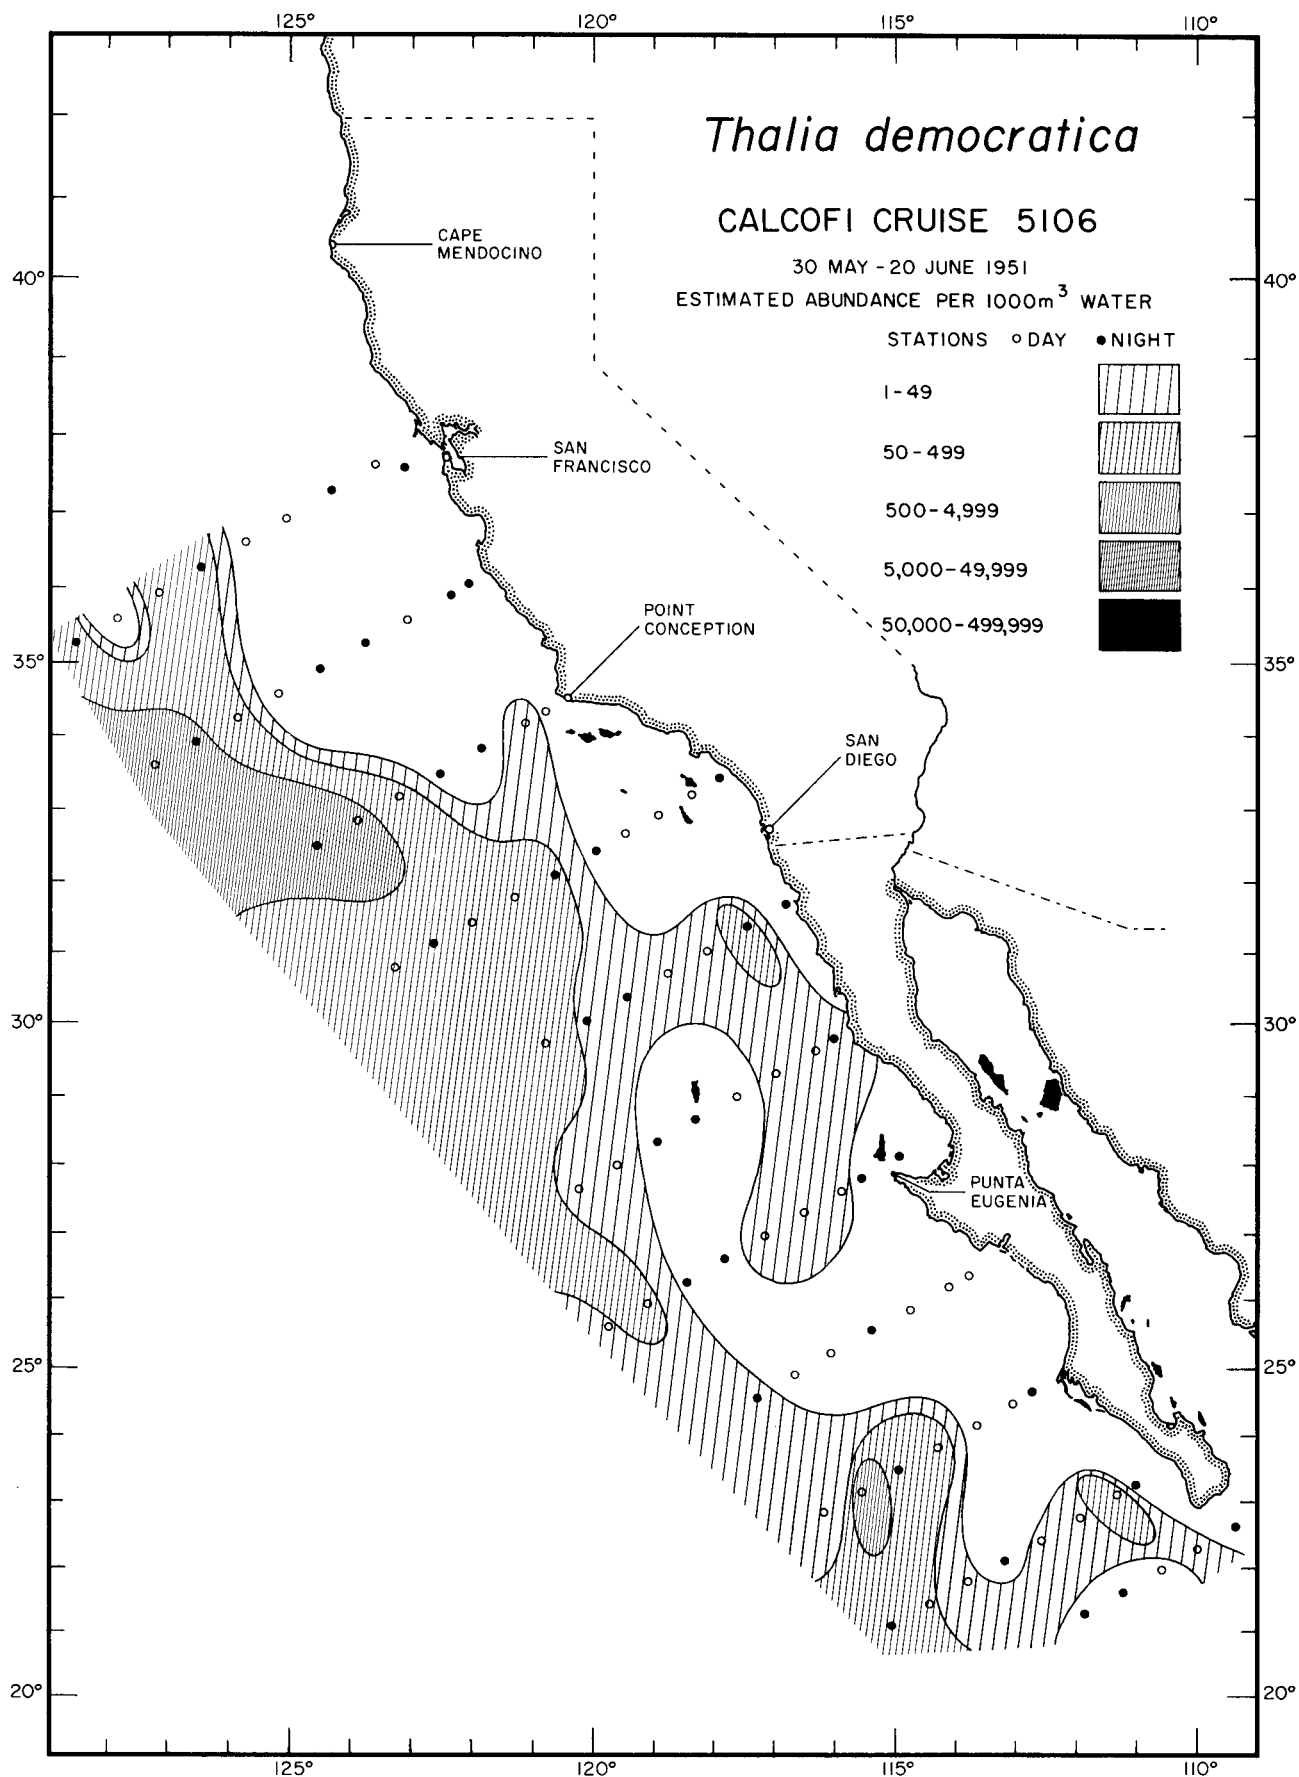 125° 120° 115° 110°
Thalia democratica
CALCOFI CRUISE 5106
30 MAY - 20 JUNE 1951
ESTIMATED ABUNDANCE PER 1000m³ WATER
STATIONS ○ DAY ● NIGHT
1-49
50-499
500-4,999
5,000-49,999
50,000-499,999
CAPE
MENDOCINO
40° 40°
SAN
FRANCISCO
POINT
CONCEPTION
35° 35°
SAN
DIEGO
30° 30°
PUNTA
EUGENIA
25° 25°
20° 20°
125° 120° 115° 110°